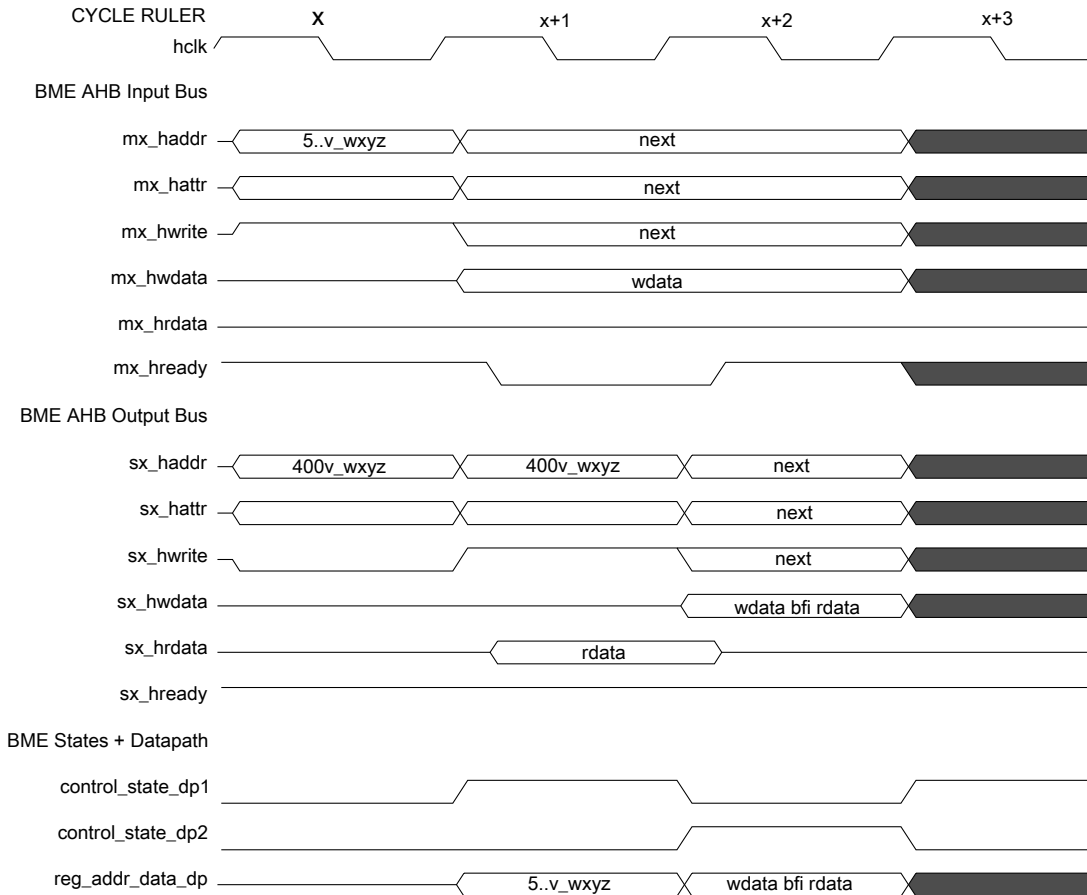 CYCLE RULER x x+1 x+2 x+3
hclk
BME AHB Input Bus
mx_haddr 5..v_wxyz next
mx_hattr next
mx_hwrite next
mx_hwdata wdata
mx_hrdata
mx_hready
BME AHB Output Bus
sx_haddr 400v_wxyz 400v_wxyz next
sx_hattr next
sx_hwrite next
sx_hwdata wdata bfi rdata
sx_hrdata rdata
sx_hready
BME States + Datapath
control_state_dp1
control_state_dp2
reg_addr_data_dp 5..v_wxyz wdata bfi rdata